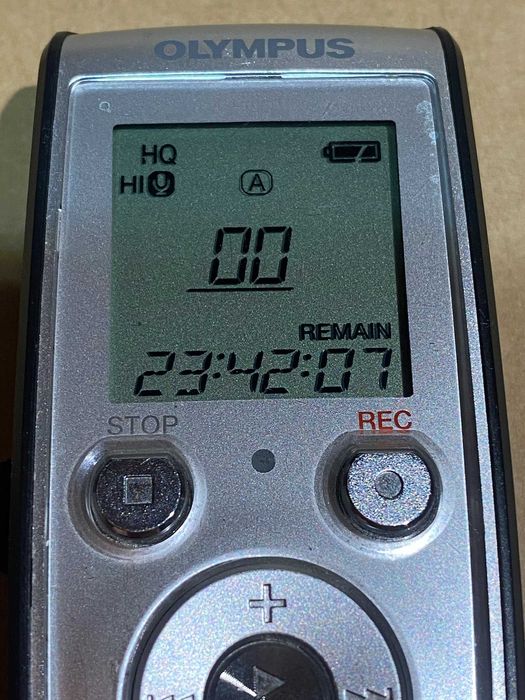 OLYMPUS
HQ
HI
A
00
REMAIN
23:42:07
STOP REC
+